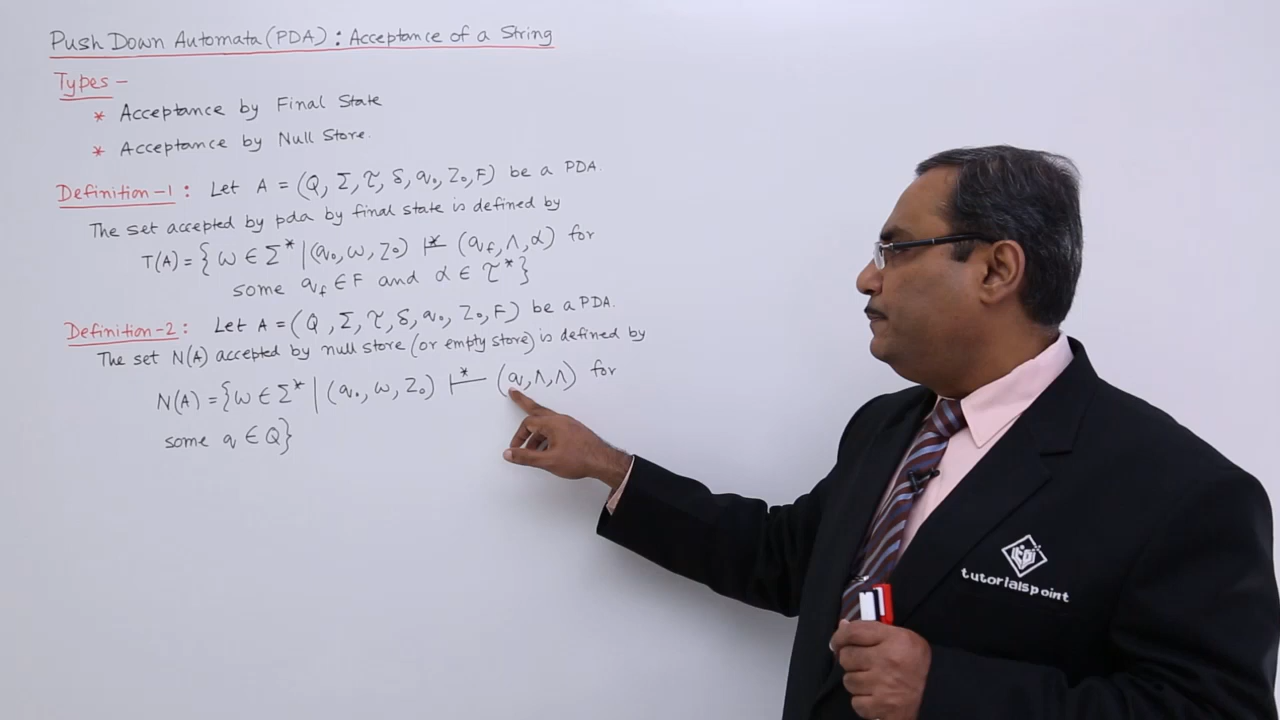 Push Down Automata (PDA) : Acceptance of a String
Types -
* Acceptance by Final State
* Acceptance by Null Store.
Definition-1 : Let A = (Q, Σ, τ, δ, q₀, Z₀, F) be a PDA.
The set accepted by pda by final state is defined by
T(A) = { ω ∈ Σ* | (q₀, ω, Z₀) ⊢* (q_f, Λ, α) for
some q_f ∈ F and α ∈ τ* }
Definition-2 : Let A = (Q, Σ, τ, δ, q₀, Z₀, F) be a PDA.
The set N(A) accepted by null store (or empty store) is defined by
N(A) = { ω ∈ Σ* | (q₀, ω, Z₀) ⊢* (q, Λ, Λ) for
some q ∈ Q }
tutorialspoint